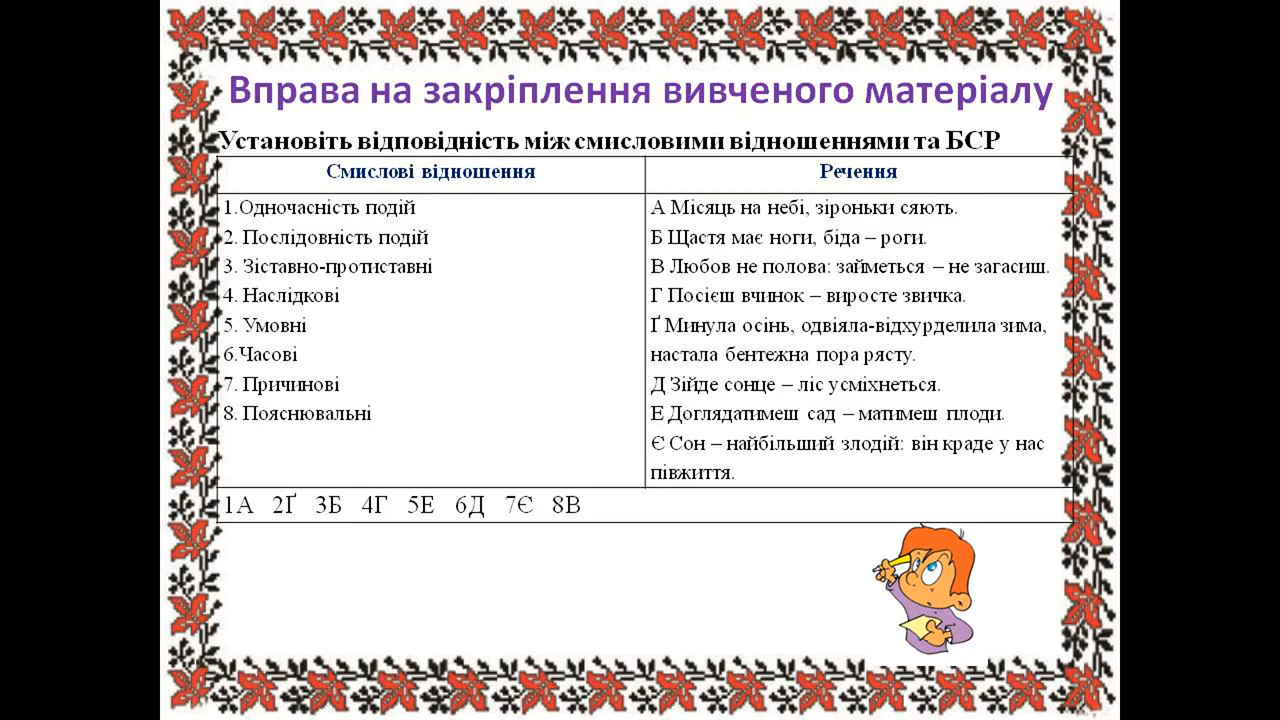 Вправа на закріплення вивченого матеріалу
Установіть відповідність між смисловими відношеннями та БСР
Смислові відношення
1.Одночасність подій
2. Послідовність подій
3. Зіставно-протиставні
4. Наслідкові
5. Умовні
6.Часові
7. Причинові
8. Пояснювальні
Речення
А Місяць на небі, зіроньки сяють.
Б Щастя має ноги, біда – роги.
В Любов не полова: займеться – не загасиш.
Г Посієш вчинок – виросте звичка.
Ґ Минула осінь, одвіяла-відхурделила зима,
настала бентежна пора рясту.
Д Зійде сонце – ліс усміхнеться.
Е Доглядатимеш сад – матимеш плоди.
Є Сон – найбільший злодій: він краде у нас
півжиття.
1А 2Ґ 3Б 4Г 5Е 6Д 7Є 8В